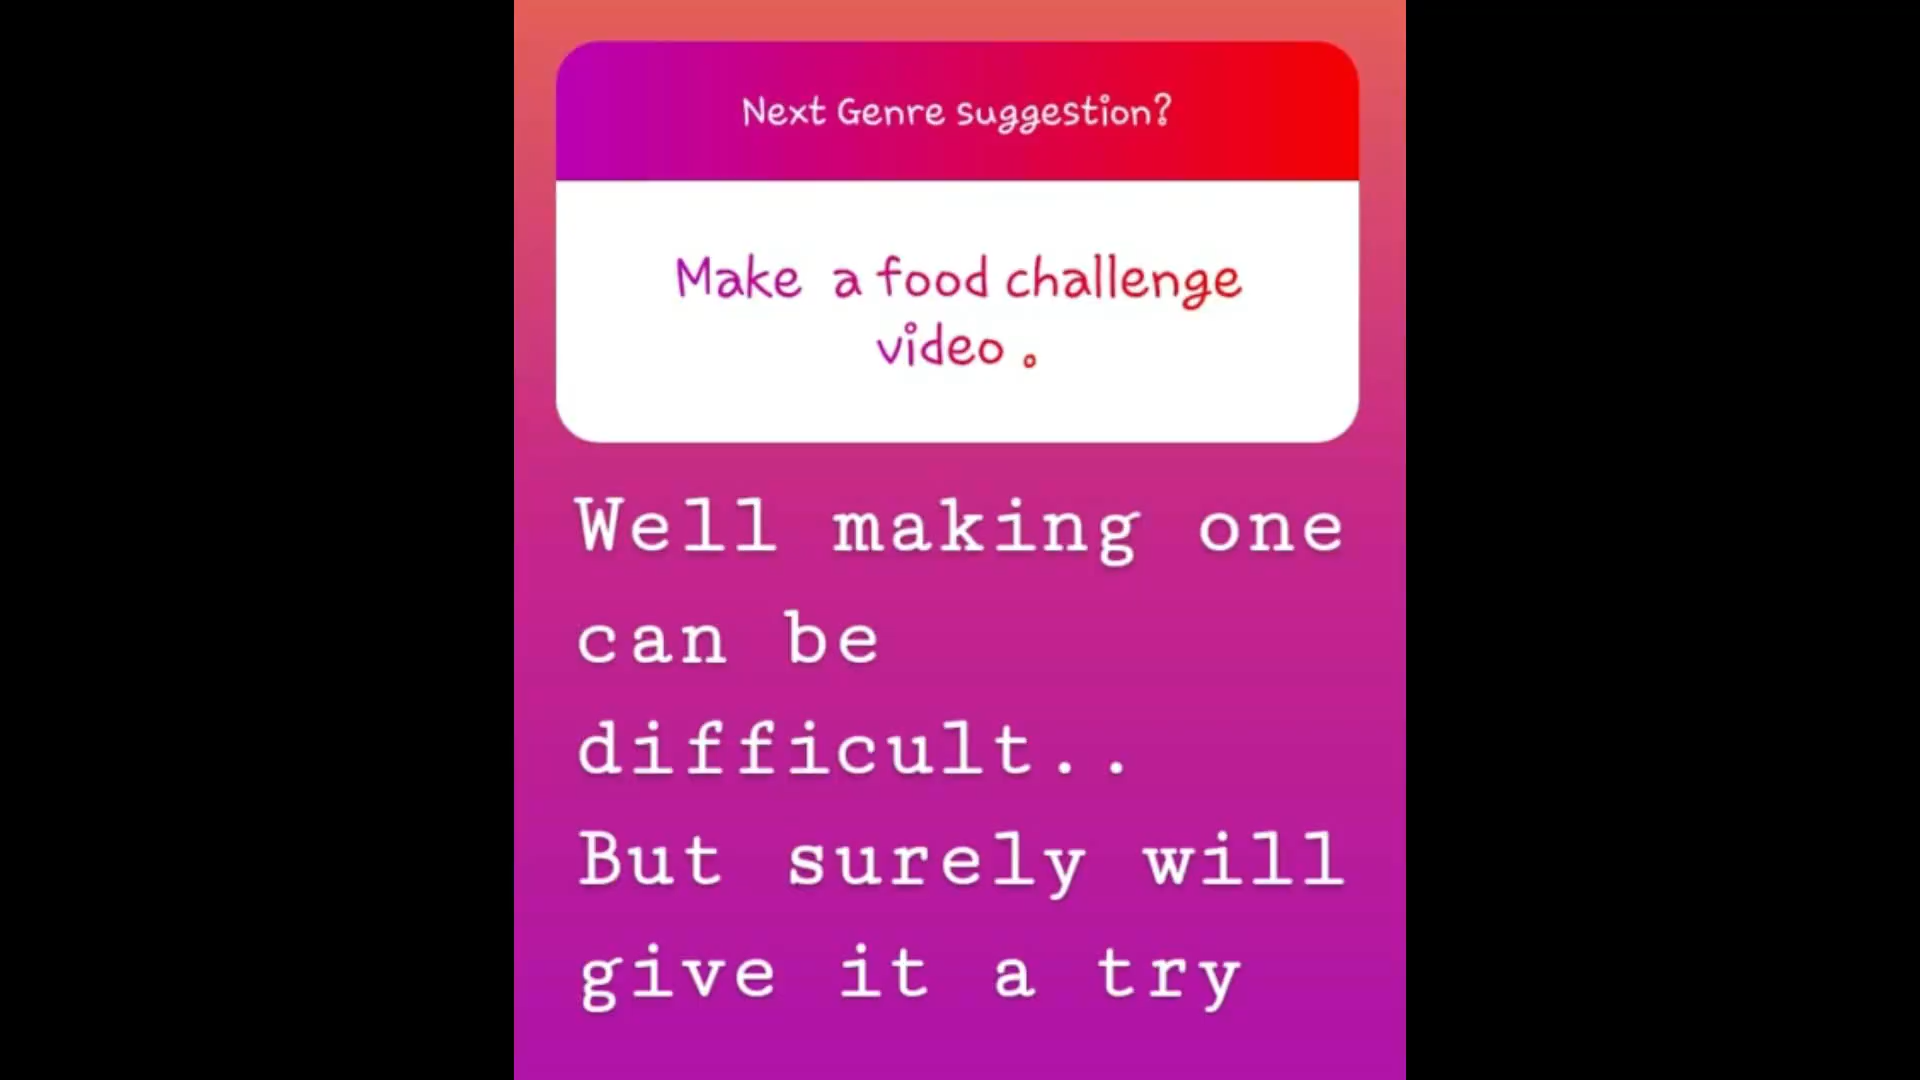 Next Genre suggestion?
Make a food challenge
video .
Well making one
can be
difficult..
But surely will
give it a try